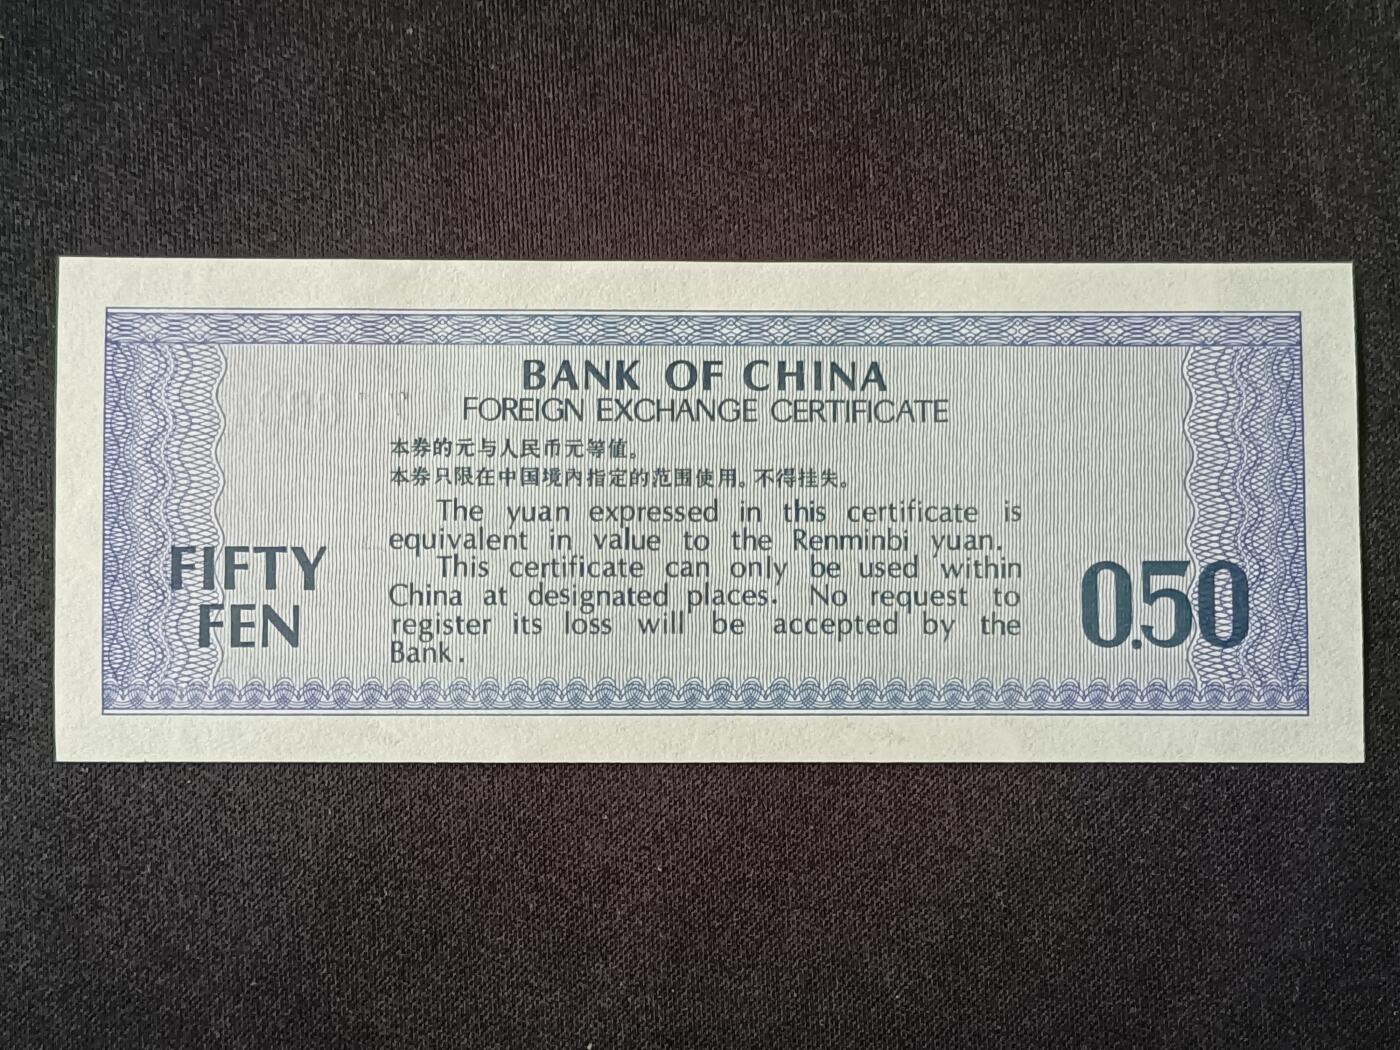 BANK OF CHINA
FOREIGN EXCHANGE CERTIFICATE
本券的元与人民币元等值。
本券只限在中国境内指定的范围使用。不得挂失。
The yuan expressed in this certificate is
equivalent in value to the Renminbi yuan.
This certificate can only be used within
China at designated places. No request to
register its loss will be accepted by the
Bank.
FIFTY
FEN
0.50